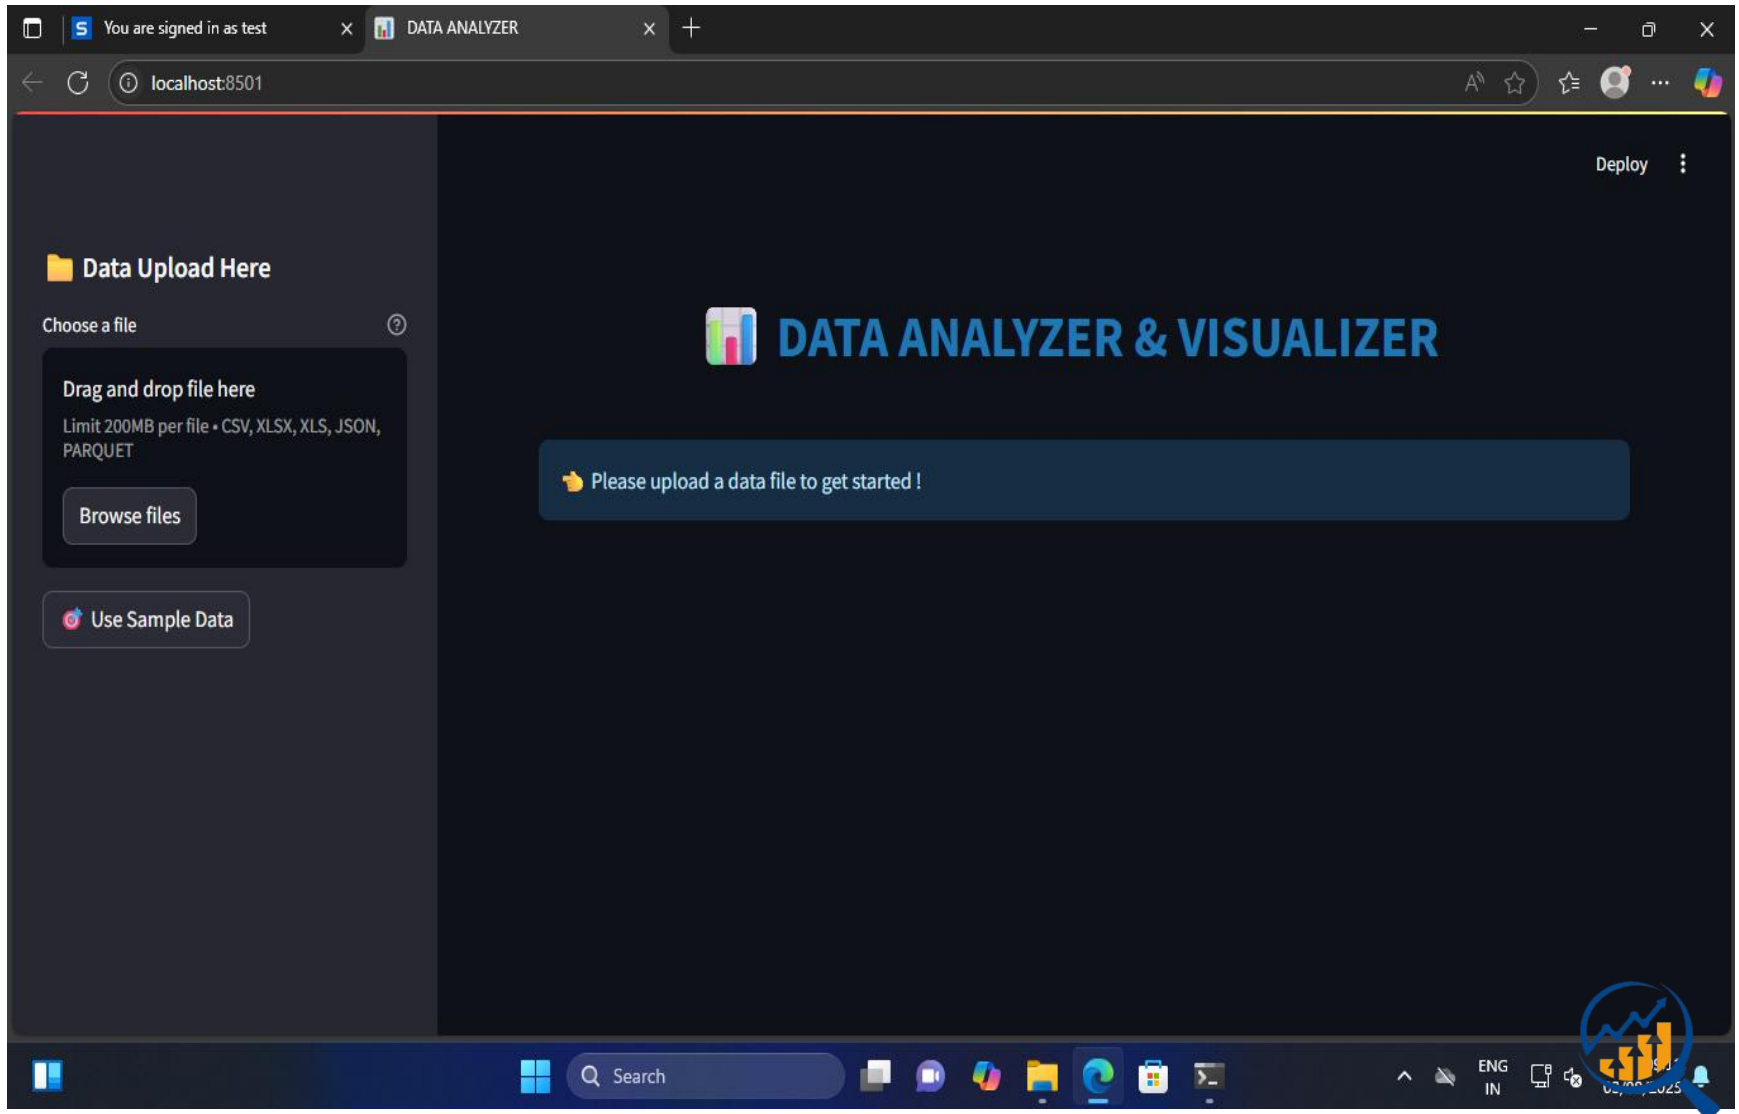 You are signed in as test
DATA ANALYZER
localhost:8501
Deploy
Data Upload Here
Choose a file
Drag and drop file here
Limit 200MB per file • CSV, XLSX, XLS, JSON,
PARQUET
Browse files
Use Sample Data
DATA ANALYZER & VISUALIZER
Please upload a data file to get started !
Search
ENG
IN